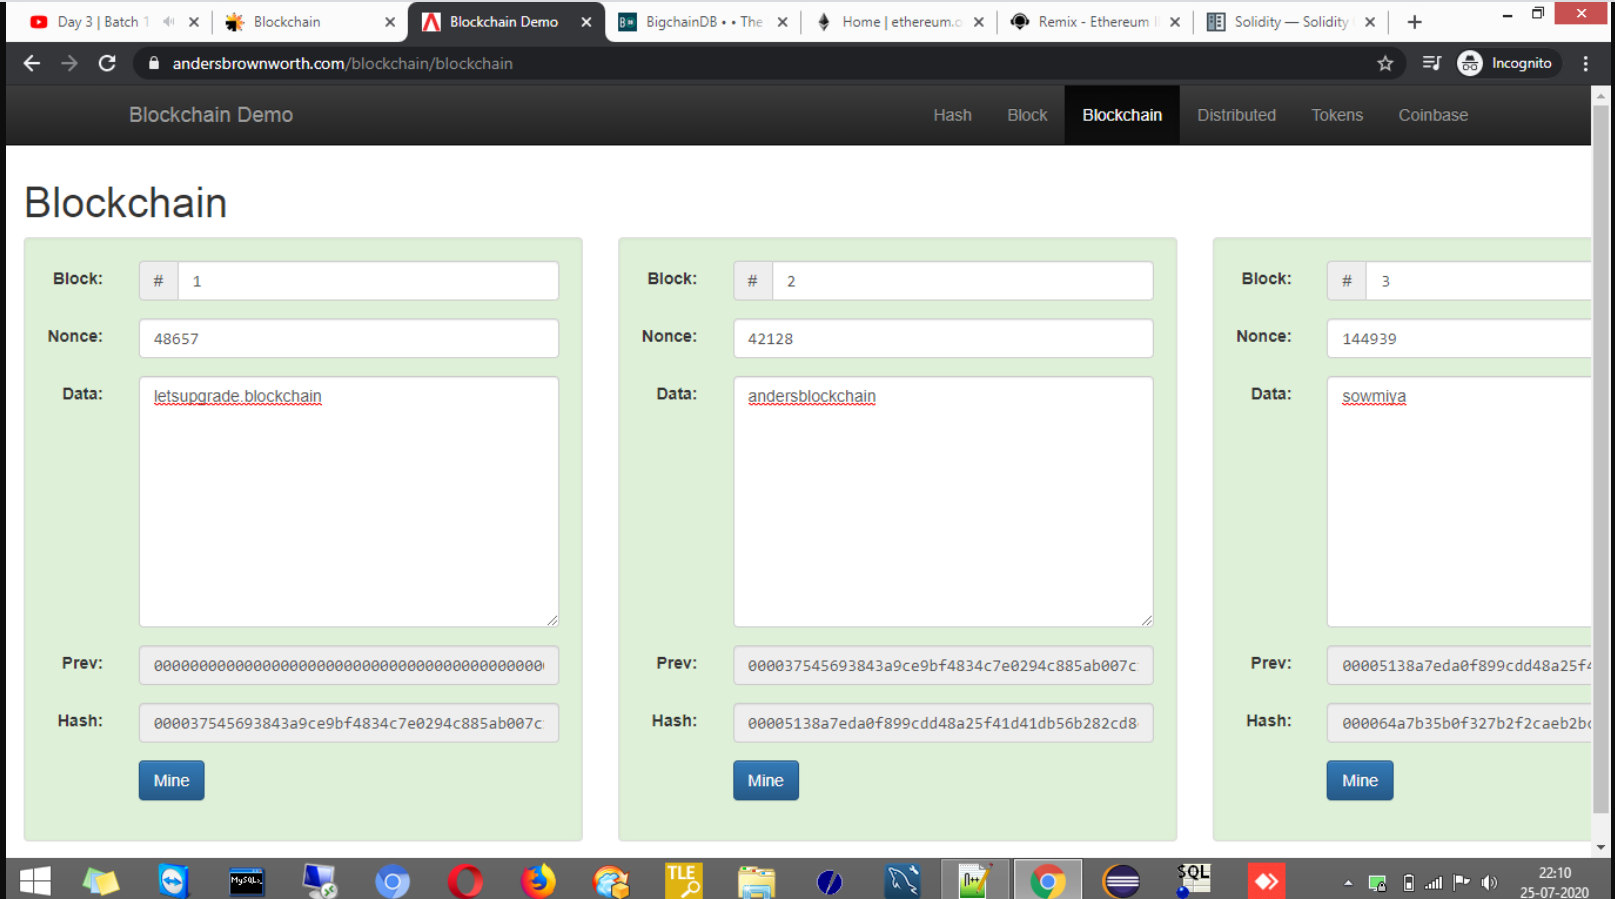 Day 3 | Batch 1
Blockchain
Blockchain Demo
BigchainDB • • The
Home | ethereum.o
Remix - Ethereum I
Solidity — Solidity
andersbrownworth.com/blockchain/blockchain
Incognito
Blockchain Demo
Hash
Block
Blockchain
Distributed
Tokens
Coinbase
Blockchain
Block:
# 1
Nonce:
48657
Data:
letsupgrade.blockchain
Prev:
Hash:
000037545693843a9ce9bf4834c7e0294c885ab007c
Mine
Block:
# 2
Nonce:
42128
Data:
andersblockchain
Prev:
000037545693843a9ce9bf4834c7e0294c885ab007c
Hash:
00005138a7eda0f899cdd48a25f41d41db56b282cd8
Mine
Block:
# 3
Nonce:
144939
Data:
sowmiya
Prev:
00005138a7eda0f899cdd48a25f4
Hash:
000064a7b35b0f327b2f2caeb2b
Mine
MySQL
TLE
SQL
22:10
25-07-2020